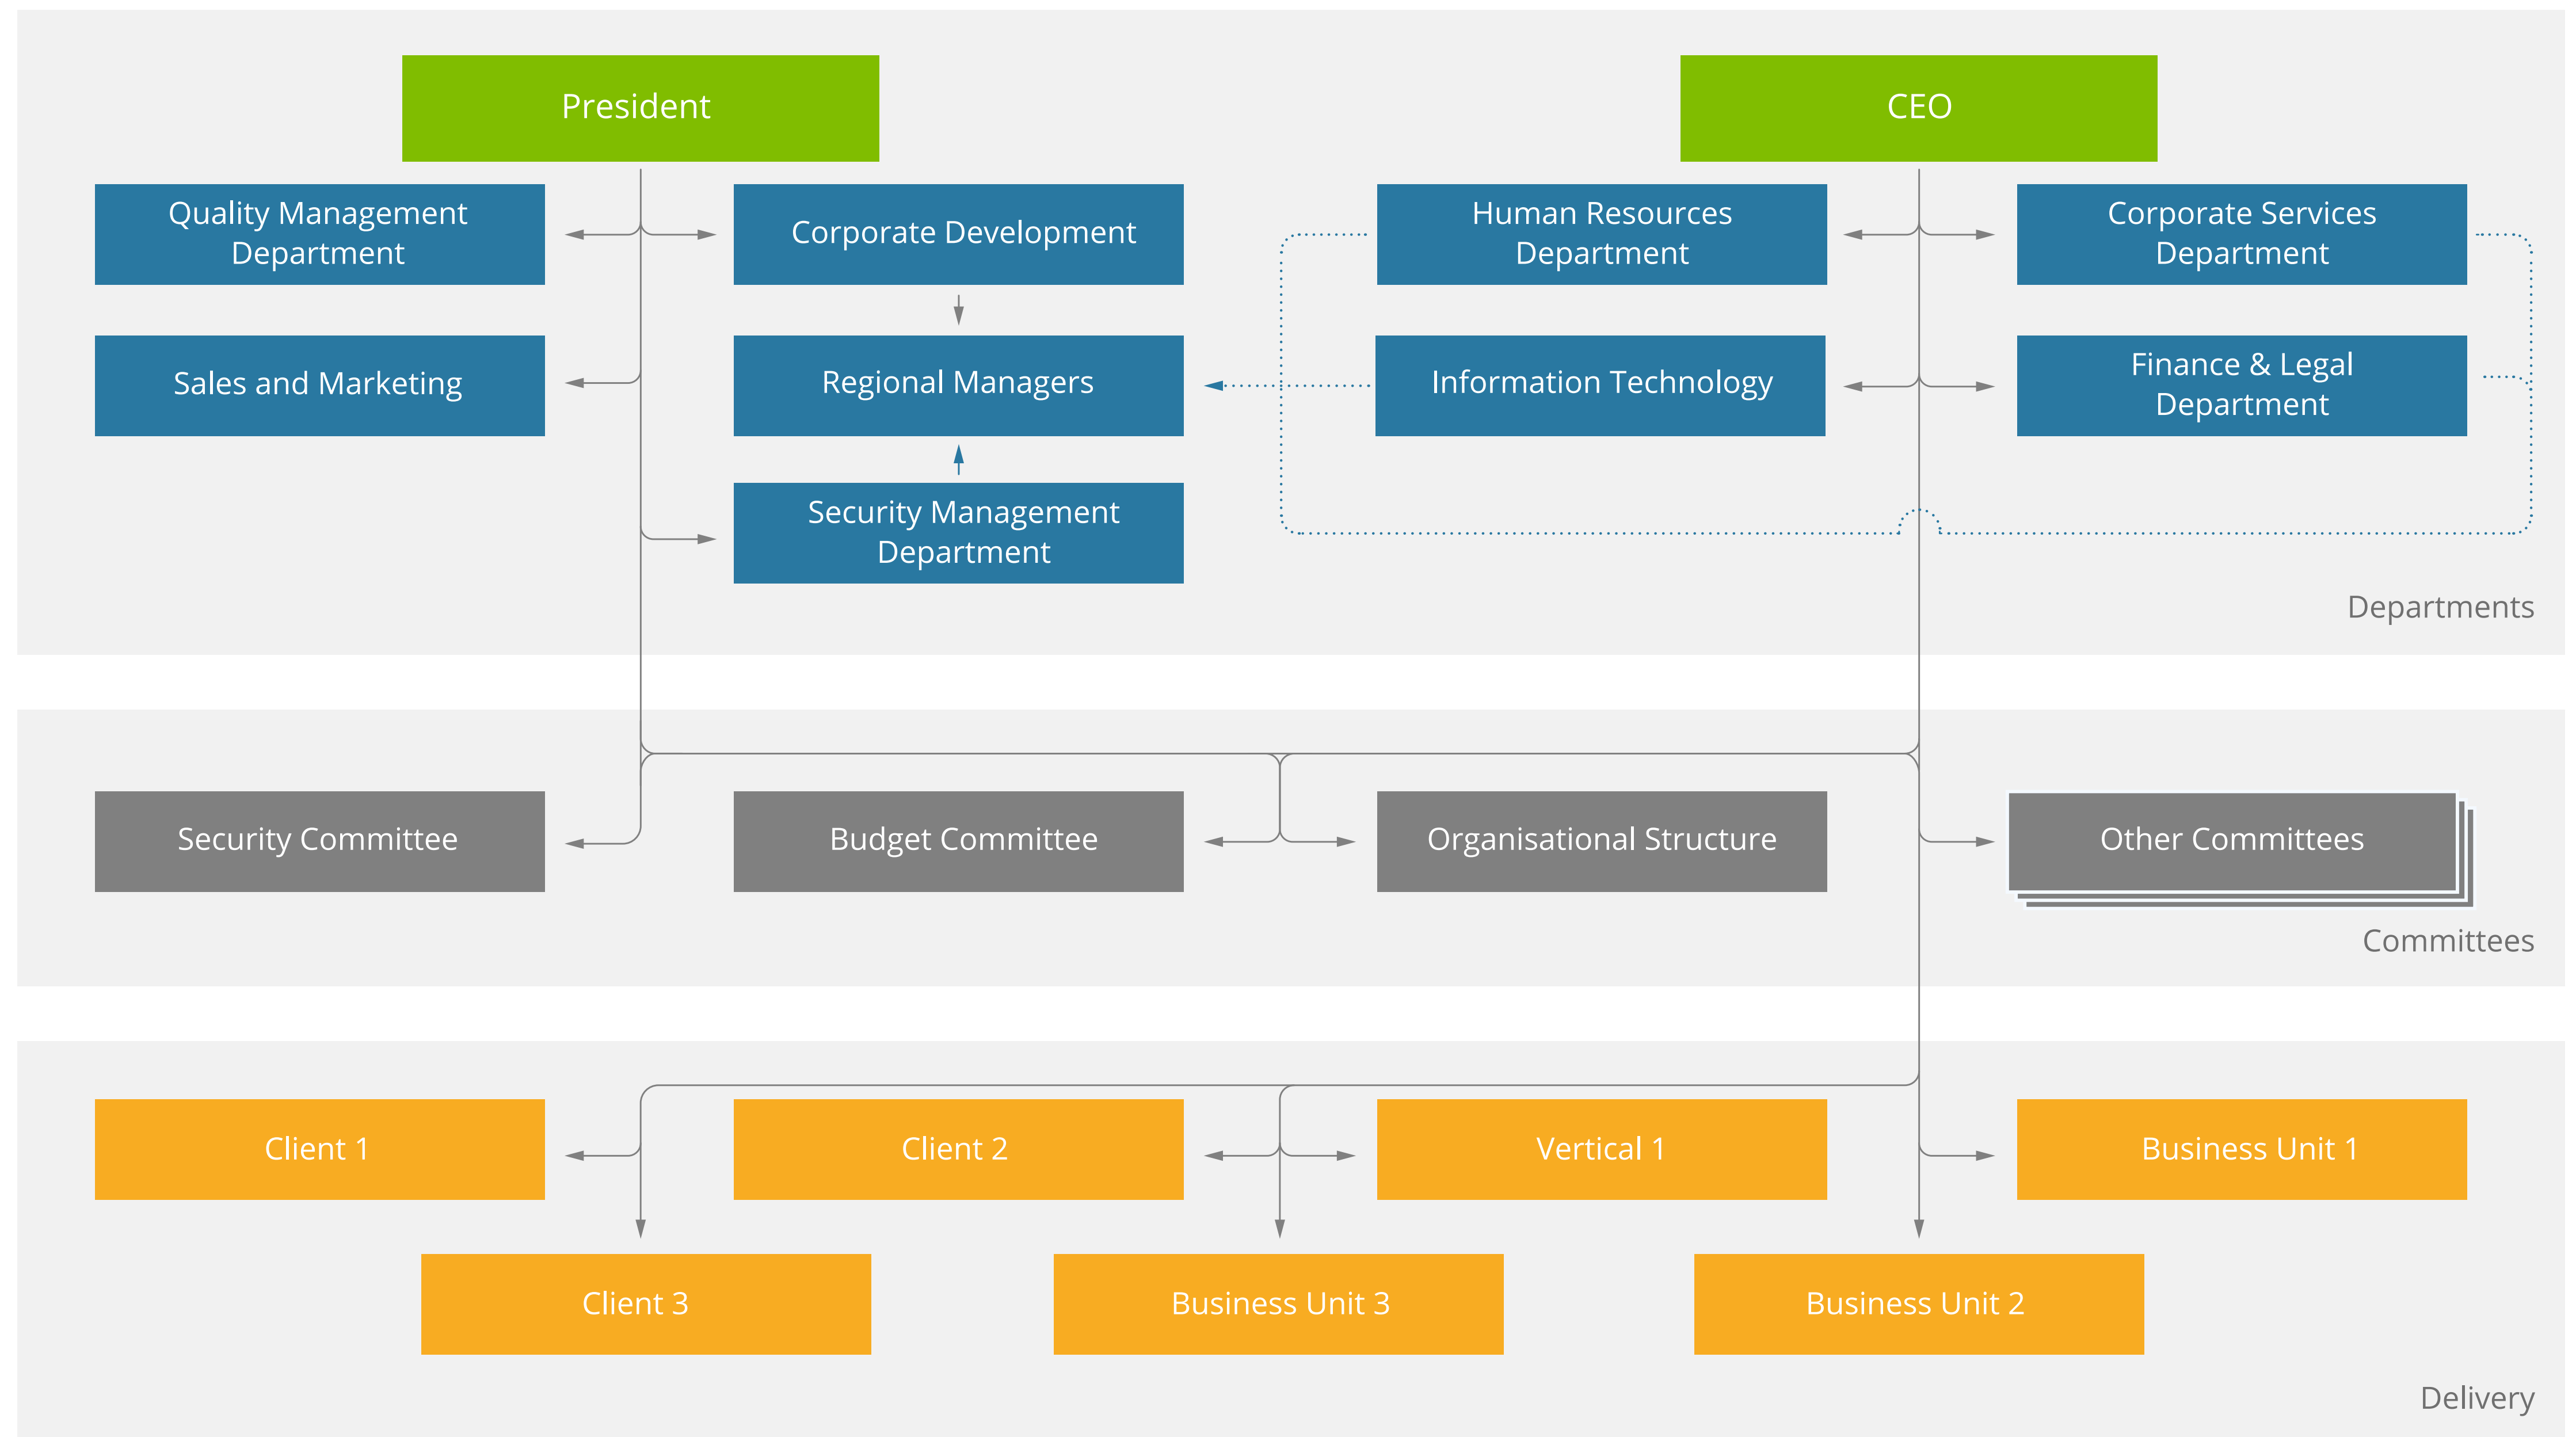 President
CEO
Quality Management
Department
Corporate Development
Human Resources
Department
Corporate Services
Department
Sales and Marketing
Regional Managers
Information Technology
Finance & Legal
Department
Security Management
Department
Departments
Security Committee
Budget Committee
Organisational Structure
Other Committees
Committees
Client 1
Client 2
Vertical 1
Business Unit 1
Client 3
Business Unit 3
Business Unit 2
Delivery